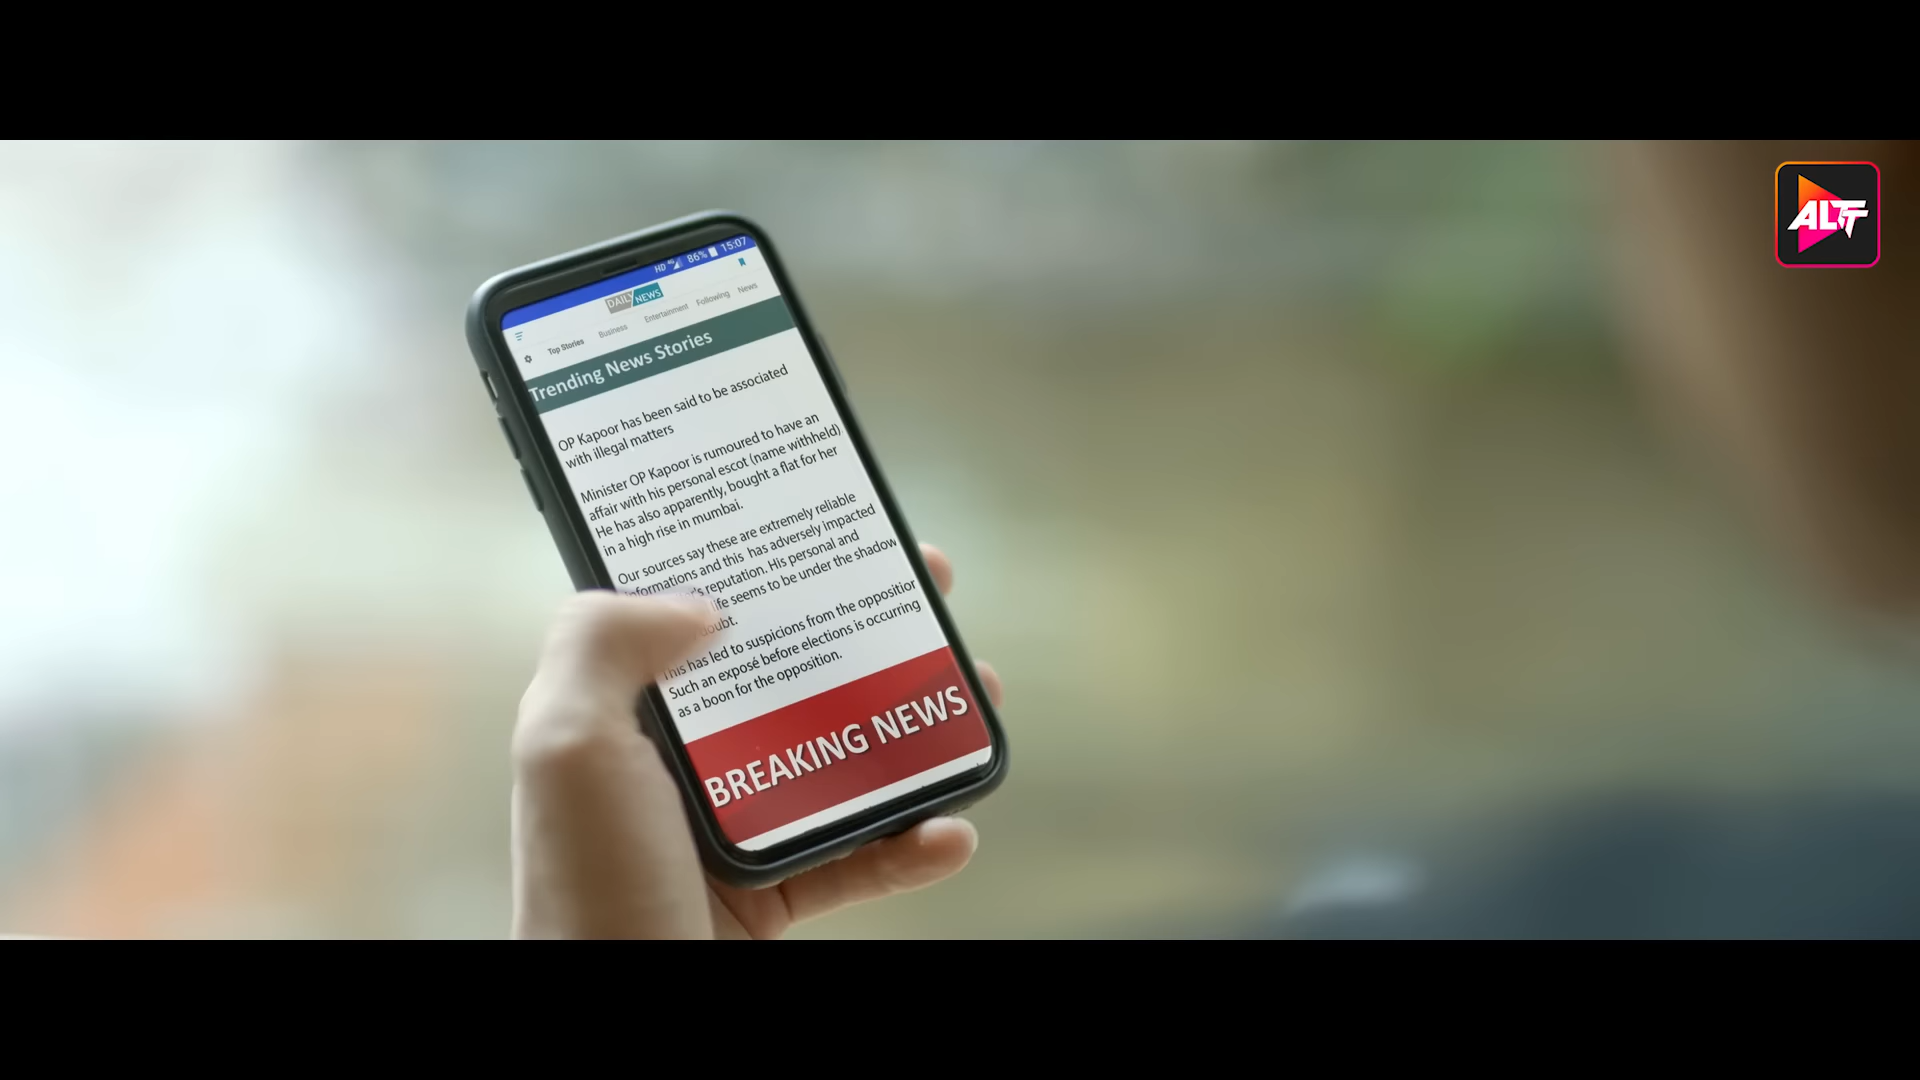 ALTT
HD 4G 86% 15:07
DAILY NEWS
Top Stories Business Entertainment Following News
Trending News Stories
OP Kapoor has been said to be associated
with illegal matters
Minister OP Kapoor is rumoured to have an
affair with his personal escot (name withheld)
He has also apparently, bought a flat for her
in a high rise in mumbai.
Our sources say these are extremely reliable
informations and this has adversely impacted
reputation. His personal and
life seems to be under the shadow
doubt.
This has led to suspicions from the opposition
Such an exposé before elections is occurring
as a boon for the opposition.
BREAKING NEWS